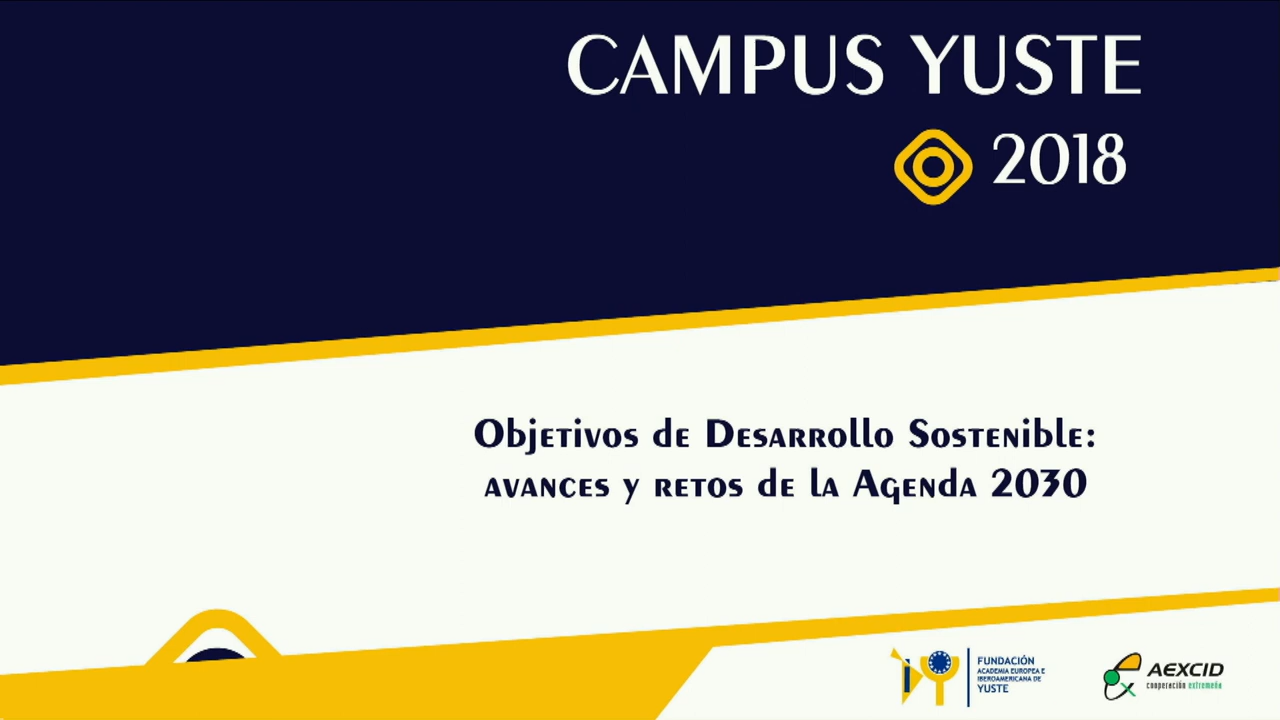 CAMPUS YUSTE
2018
Objetivos de Desarrollo Sostenible:
avances y retos de la Agenda 2030
FUNDACIÓN
ACADEMIA EUROPEA E
IBEROAMERICANA DE
YUSTE
AEXCID
cooperación extremeña